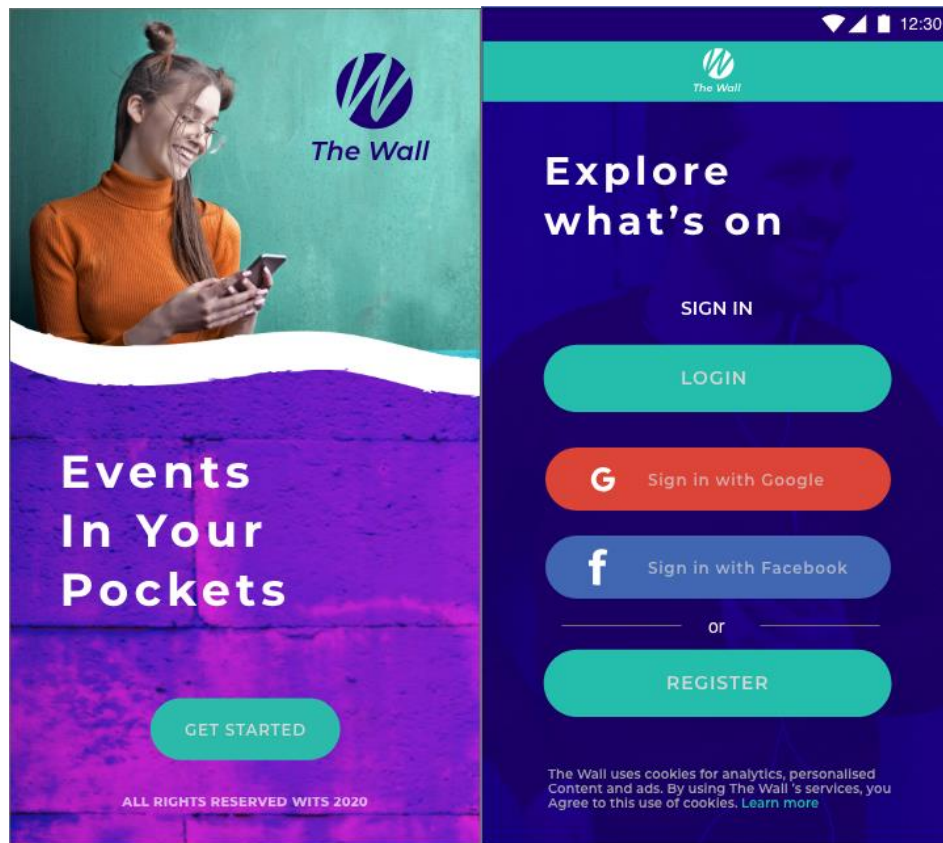 The Wall
Events
In Your
Pockets
GET STARTED
ALL RIGHTS RESERVED WITS 2020
12:30
The Wall
Explore
what's on
SIGN IN
LOGIN
G Sign in with Google
f Sign in with Facebook
or
REGISTER
The Wall uses cookies for analytics, personalised
Content and ads. By using The Wall 's services, you
Agree to this use of cookies. Learn more